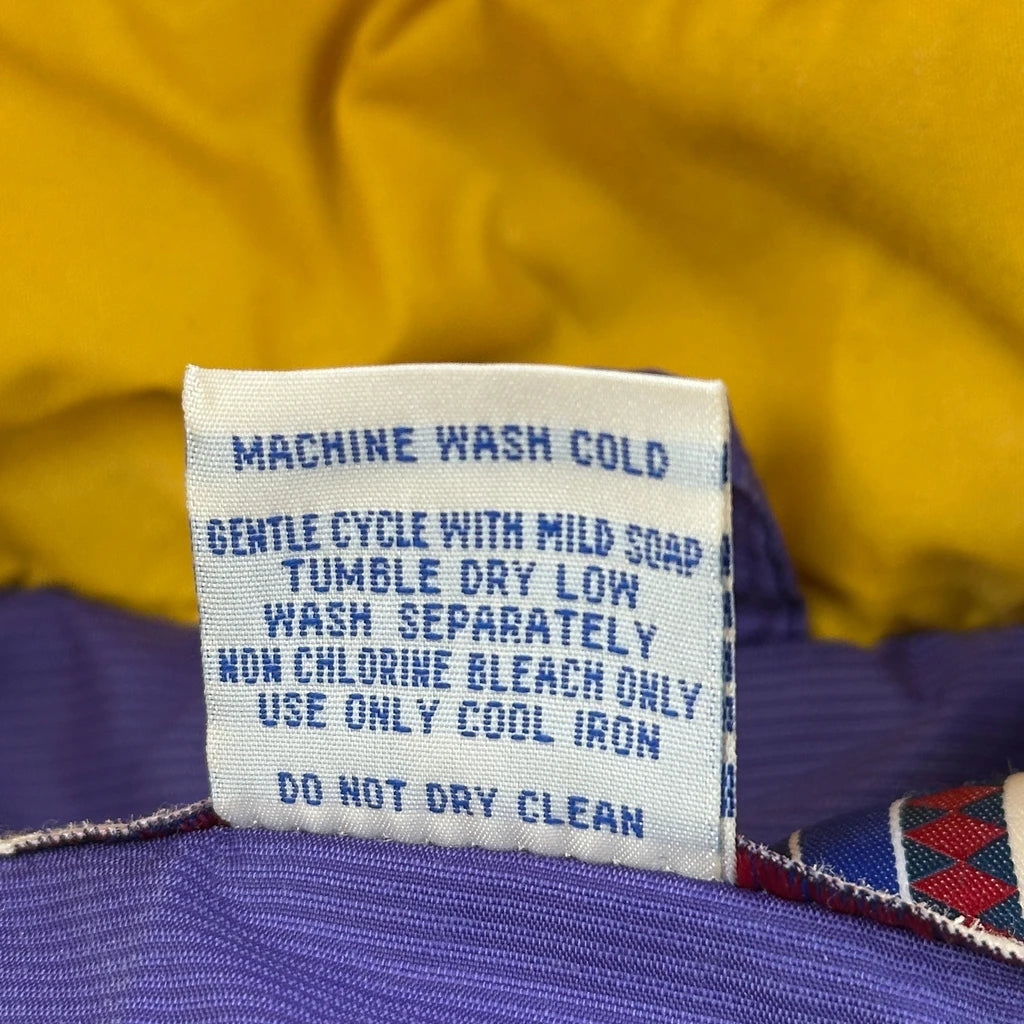 MACHINE WASH COLD
GENTLE CYCLE WITH MILD SOAP
TUMBLE DRY LOW
WASH SEPARATELY
NON CHLORINE BLEACH ONLY
USE ONLY COOL IRON
DO NOT DRY CLEAN